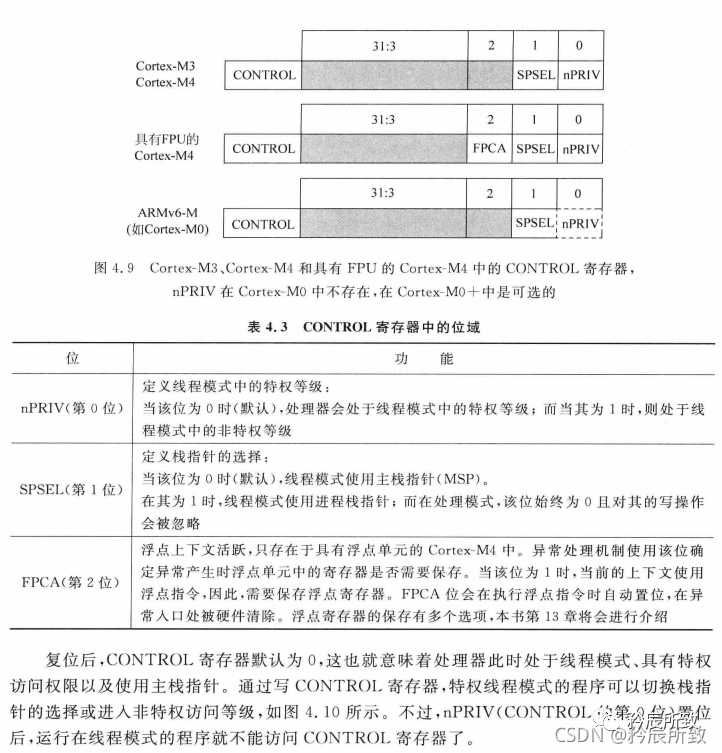 31:3 2 1 0
Cortex-M3
Cortex-M4
CONTROL SPSEL nPRIV
31:3 2 1 0
具有FPU的
Cortex-M4
CONTROL FPCA SPSEL nPRIV
31:3 2 1 0
ARMv6-M
(如Cortex-M0)
CONTROL SPSEL nPRIV
图 4.9 Cortex-M3、Cortex-M4 和具有 FPU 的 Cortex-M4 中的 CONTROL 寄存器，
nPRIV 在 Cortex-M0 中不存在，在 Cortex-M0+中是可选的
表 4.3 CONTROL 寄存器中的位域
位 功 能
nPRIV(第 0 位)
定义线程模式中的特权等级：
当该位为 0 时(默认)，处理器会处于线程模式中的特权等级；而当其为 1 时，则处于线
程模式中的非特权等级
SPSEL(第 1 位)
定义栈指针的选择：
当该位为 0 时(默认)，线程模式使用主栈指针(MSP)。
在其为 1 时，线程模式使用进程栈指针；而在处理模式，该位始终为 0 且对其的写操作
会被忽略
FPCA(第 2 位)
浮点上下文活跃，只存在于具有浮点单元的 Cortex-M4 中。异常处理机制使用该位确
定异常产生时浮点单元中的寄存器是否需要保存。当该位为 1 时，当前的上下文使用
浮点指令，因此，需要保存浮点寄存器。FPCA 位会在执行浮点指令时自动置位，在异
常入口处被硬件清除。浮点寄存器的保存有多个选项，本书第 13 章将会进行介绍
复位后，CONTROL 寄存器默认为 0，这也就意味着处理器此时处于线程模式、具有特权
访问权限以及使用主栈指针。通过写 CONTROL 寄存器，特权线程模式的程序可以切换栈指
针的选择或进入非特权访问等级，如图 4.10 所示。不过，nPRIV(CONTROL 的第 0 位)置位
后，运行在线程模式的程序就不能访问 CONTROL 寄存器了。
矜辰所致
CSDN @矜辰所致